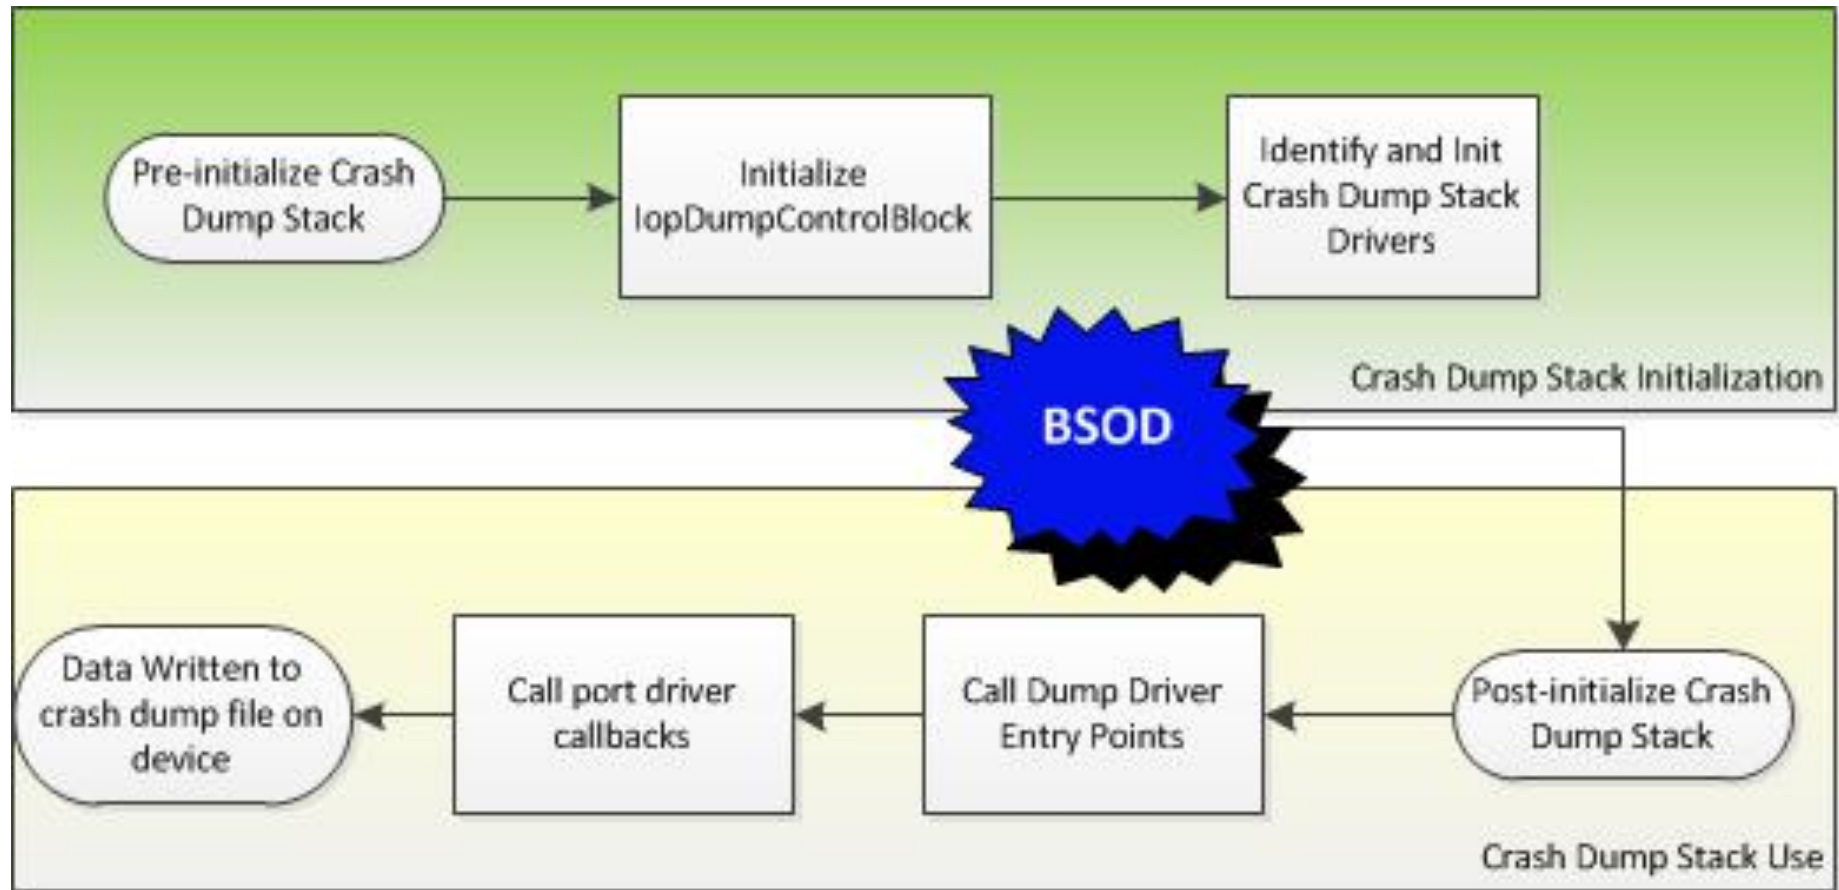 Pre-initialize Crash
Dump Stack
Initialize
IopDumpControlBlock
Identify and Init
Crash Dump Stack
Drivers
Crash Dump Stack Initialization
BSOD
Data Written to
crash dump file on
device
Call port driver
callbacks
Call Dump Driver
Entry Points
Post-initialize Crash
Dump Stack
Crash Dump Stack Use